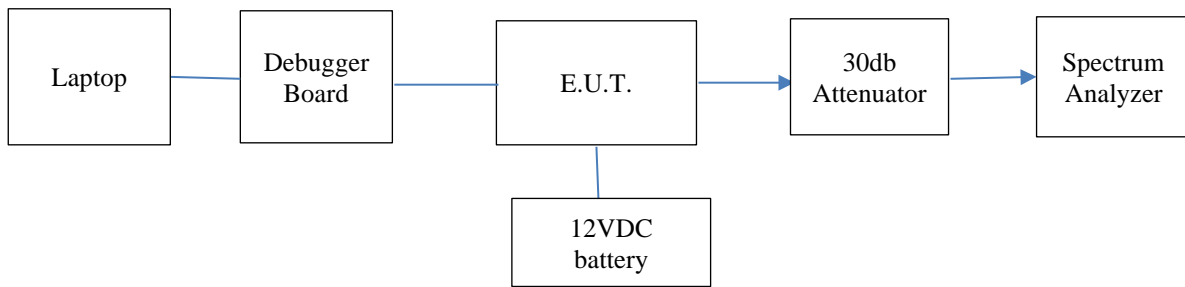 Laptop
Debugger
Board
E.U.T.
30db
Attenuator
Spectrum
Analyzer
12VDC
battery